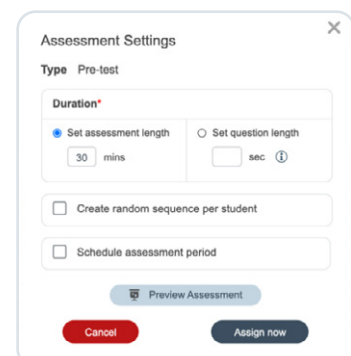 Assessment Settings
Type Pre-test
Duration*
Set assessment length
30 mins
Set question length
sec
Create random sequence per student
Schedule assessment period
Preview Assessment
Cancel Assign now